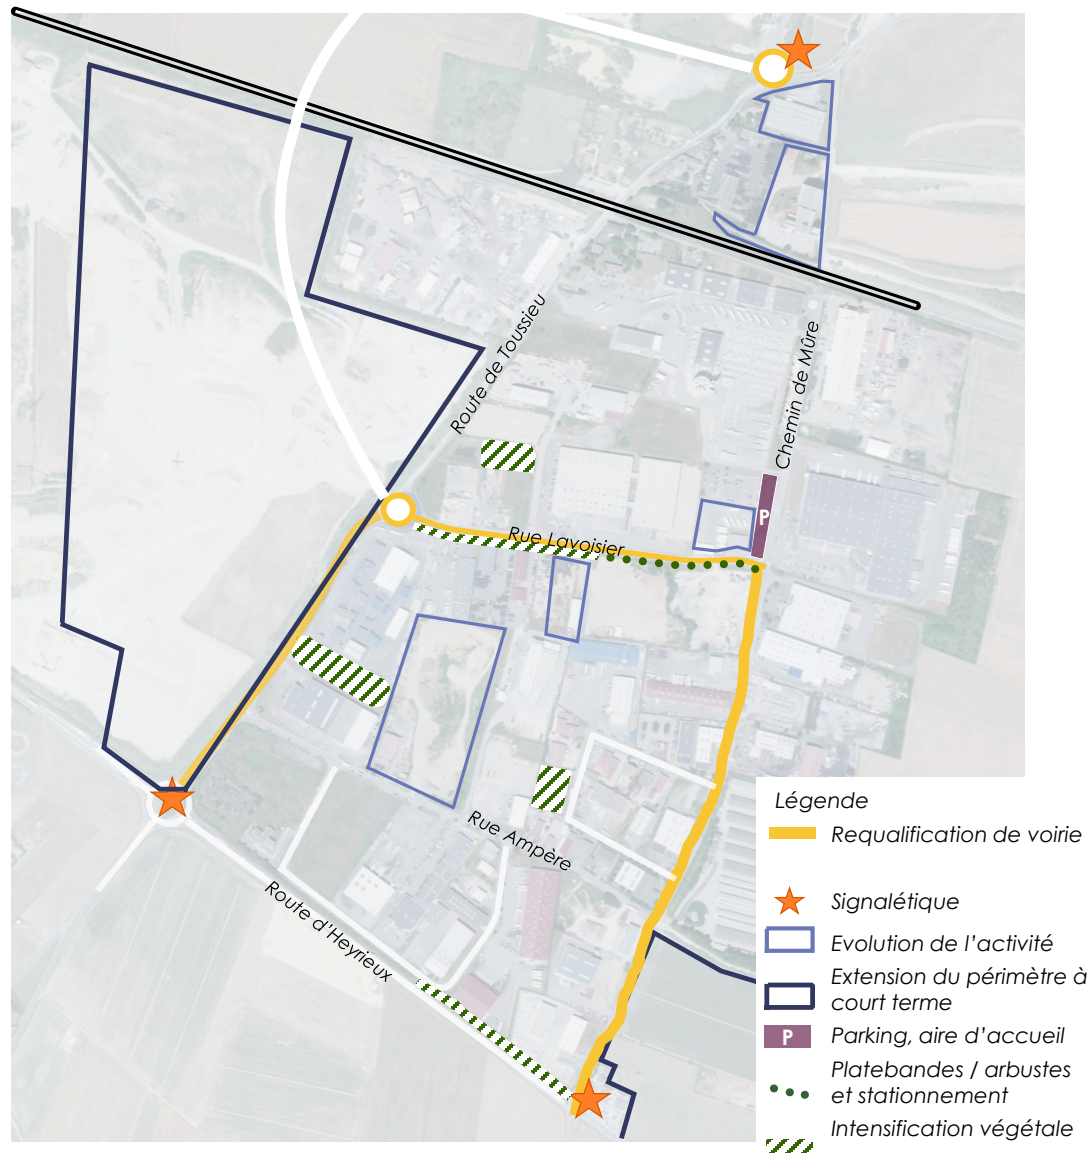 Route de Toussieu
Chemin de Mûre
P
Rue Lavoisier
Rue Ampère
Route d'Heyrieux
Légende
Requalification de voirie
Signalétique
Evolution de l'activité
Extension du périmètre à
court terme
P
Parking, aire d'accueil
Platebandes / arbustes
et stationnement
Intensification végétale